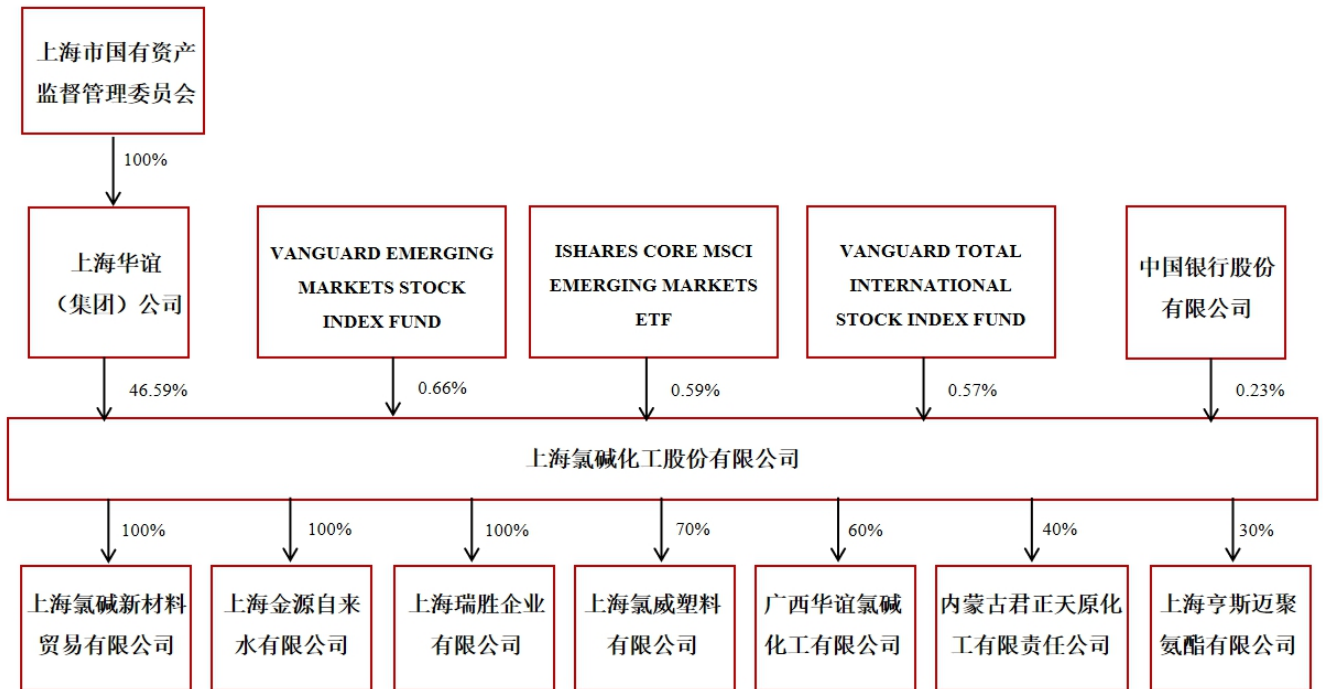 上海市国有资产
监督管理委员会
100%
上海华谊
（集团）公司
VANGUARD EMERGING
MARKETS STOCK
INDEX FUND
ISHARES CORE MSCI
EMERGING MARKETS
ETF
VANGUARD TOTAL
INTERNATIONAL
STOCK INDEX FUND
中国银行股份
有限公司
46.59%
0.66%
0.59%
0.57%
0.23%
上海氯碱化工股份有限公司
100%
100%
100%
70%
60%
40%
30%
上海氯碱新材料
贸易有限公司
上海金源自来
水有限公司
上海瑞胜企业
有限公司
上海氯威塑料
有限公司
广西华谊氯碱
化工有限公司
内蒙古君正天原化
工有限责任公司
上海亨斯迈聚
氨酯有限公司